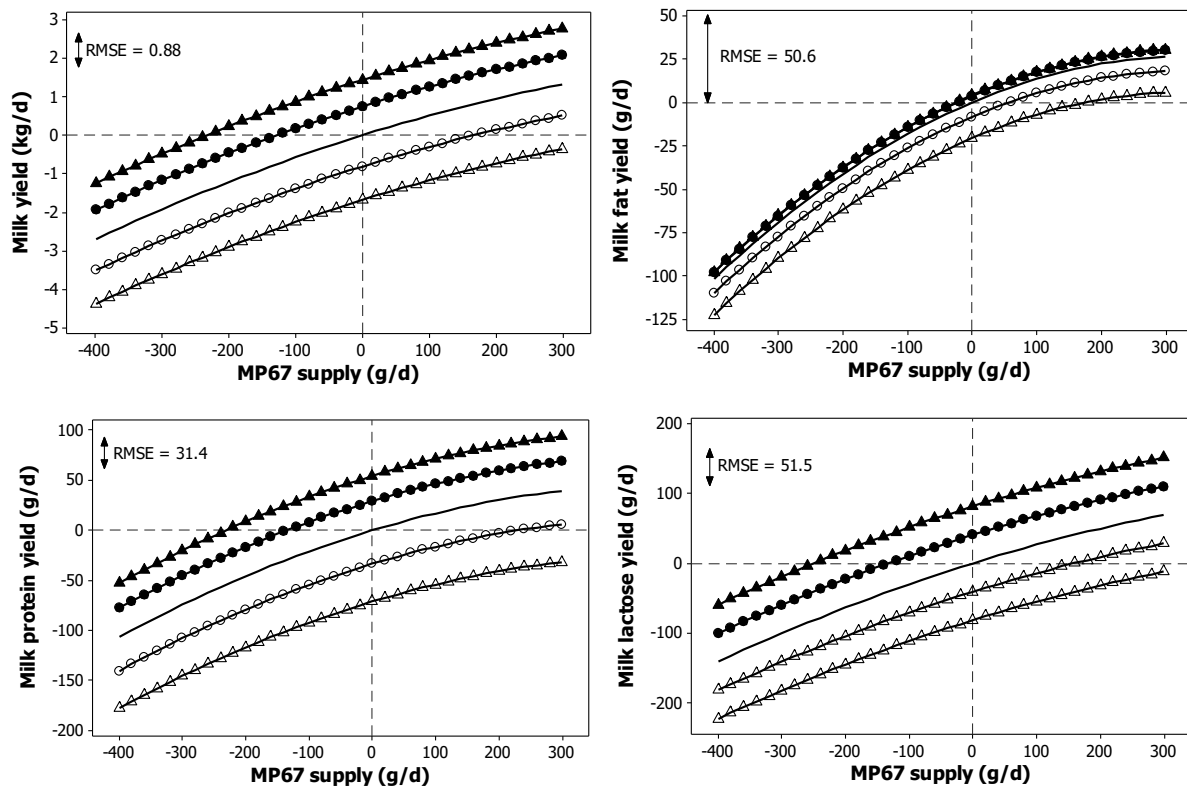 3
2
1
0
-1
-2
-3
-4
-5
RMSE = 0.88
Milk yield (kg/d)
-400 -300 -200 -100 0 100 200 300
MP67 supply (g/d)
50
25
0
-25
-50
-75
-100
-125
RMSE = 50.6
Milk fat yield (g/d)
-400 -300 -200 -100 0 100 200 300
MP67 supply (g/d)
100
50
0
-50
-100
-150
-200
RMSE = 31.4
Milk protein yield (g/d)
-400 -300 -200 -100 0 100 200 300
MP67 supply (g/d)
200
100
0
-100
-200
RMSE = 51.5
Milk lactose yield (g/d)
-400 -300 -200 -100 0 100 200 300
MP67 supply (g/d)